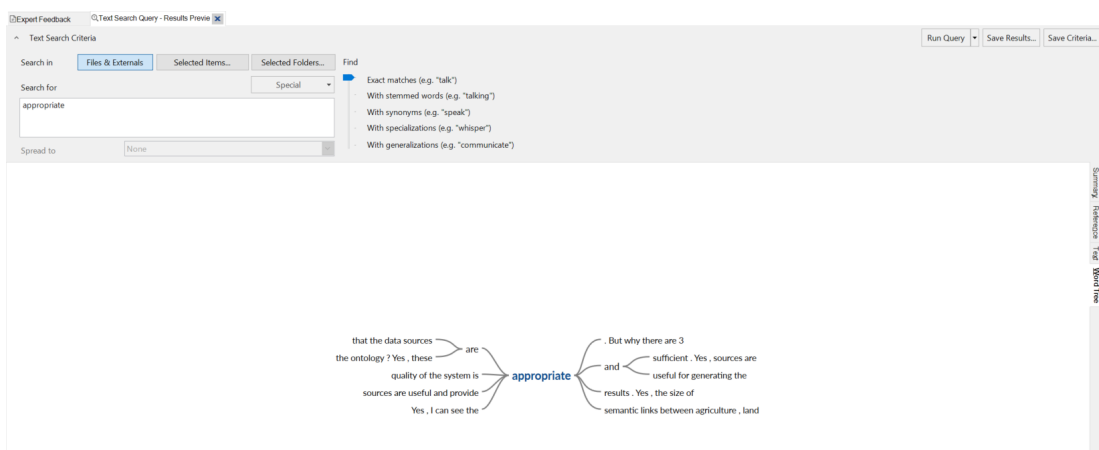 Expert Feedback
Text Search Query - Results Previe
Text Search Criteria
Run Query
Save Results...
Save Criteria...
Search in
Files & Externals
Selected Items...
Selected Folders...
Find
Search for
Special
Exact matches (e.g. "talk")
With stemmed words (e.g. "talking")
appropriate
With synonyms (e.g. "speak")
With specializations (e.g. "whisper")
With generalizations (e.g. "communicate")
Spread to
None
Summary
Reference
Text
Word Tree
that the data sources
the ontology ? Yes , these
are
quality of the system is
sources are useful and provide
Yes , I can see the
appropriate
. But why there are 3
and
sufficient . Yes , sources are
useful for generating the
results . Yes , the size of
semantic links between agriculture , land